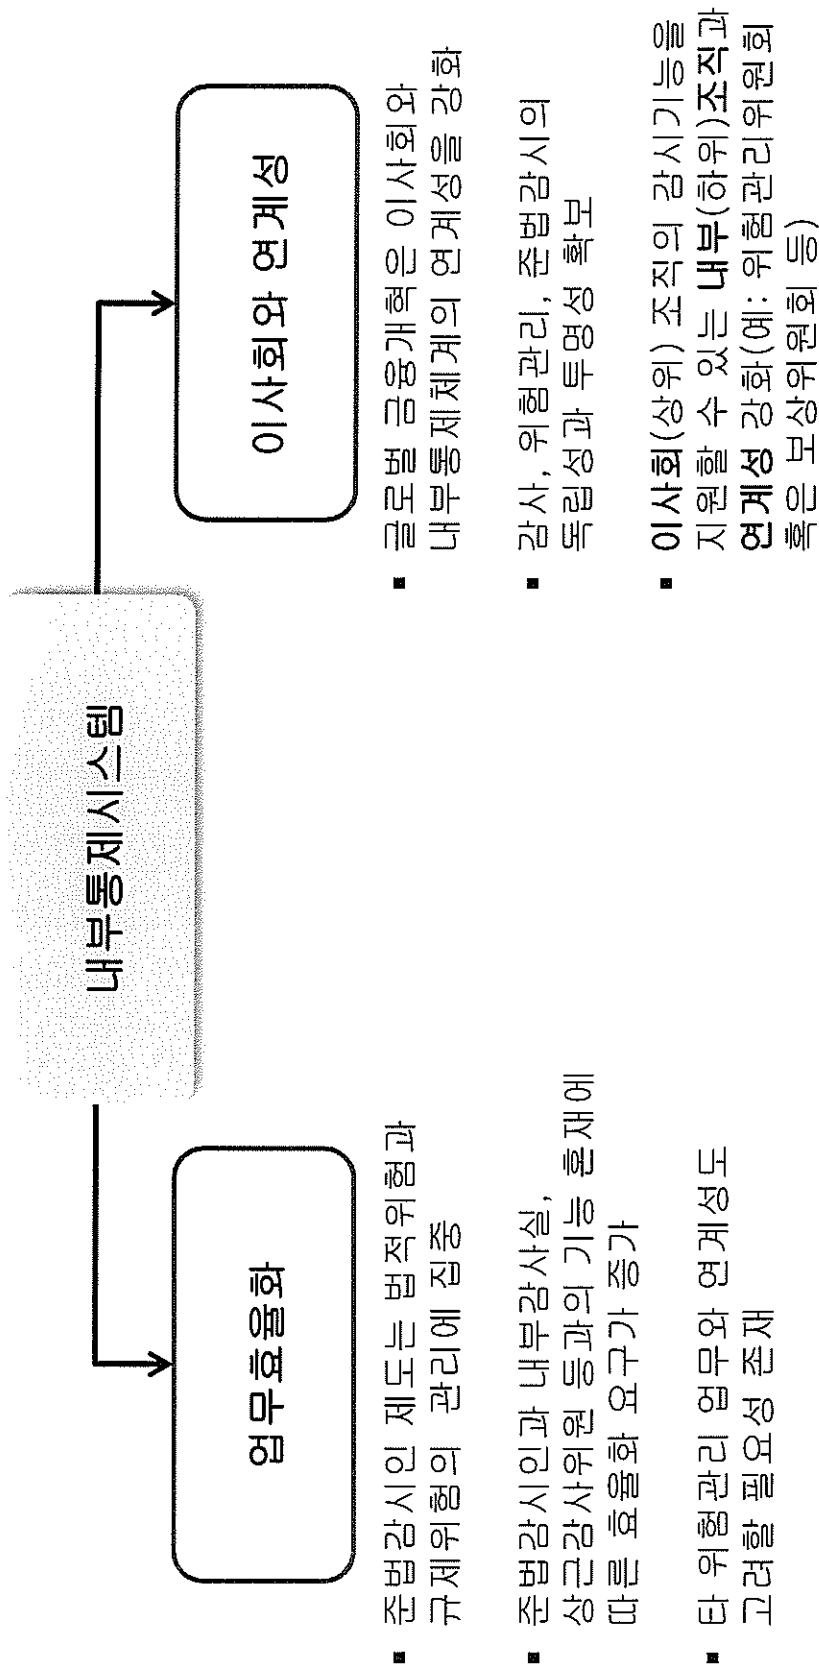 내부통제시스템
업무효율화
▪ 준법감시인 제도는 법적위험과
규제위험의 관리에 집중
▪ 준법감시인과 내부감사실,
상근감사위원 등과의 기능 혼재에
따른 효율화 요구가 증가
▪ 타 위험관리 업무와 연계성도
고려할 필요성 존재
이사회와 연계성
▪ 글로벌 금융개혁은 이사회와
내부통제체계의 연계성을 강화
▪ 감사, 위험관리, 준법감시의
독립성과 투명성 확보
▪ 이사회(상위) 조직의 감시기능을
지원할 수 있는 내부(하위)조직과
연계성 강화(예: 위험관리위원회
혹은 보상위원회 등)